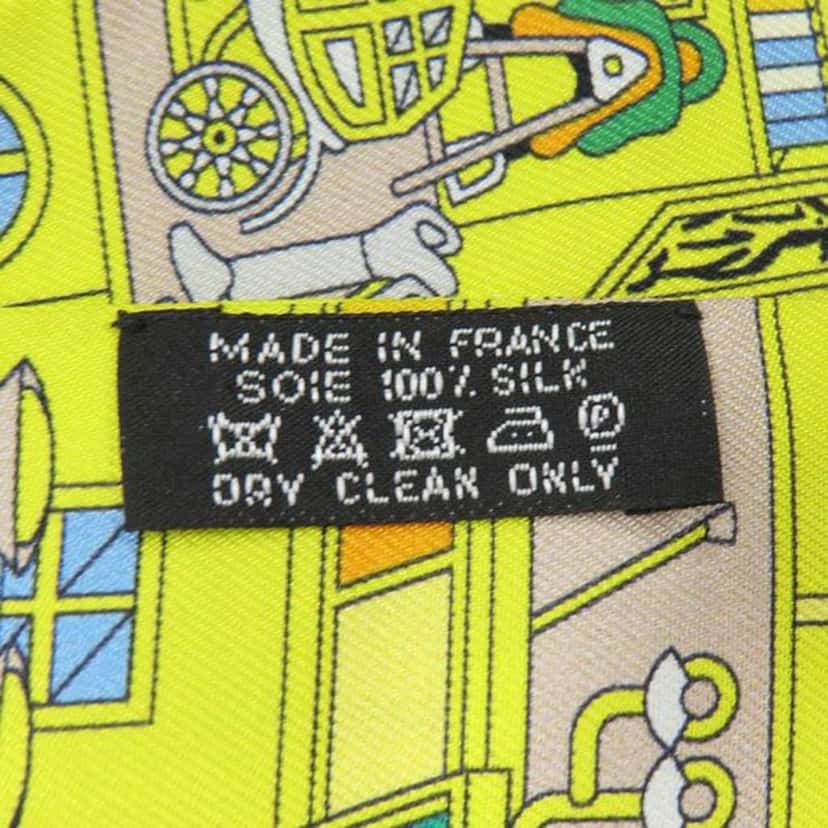 MADE IN FRANCE
SOIE 100% SILK
P
DRY CLEAN ONLY